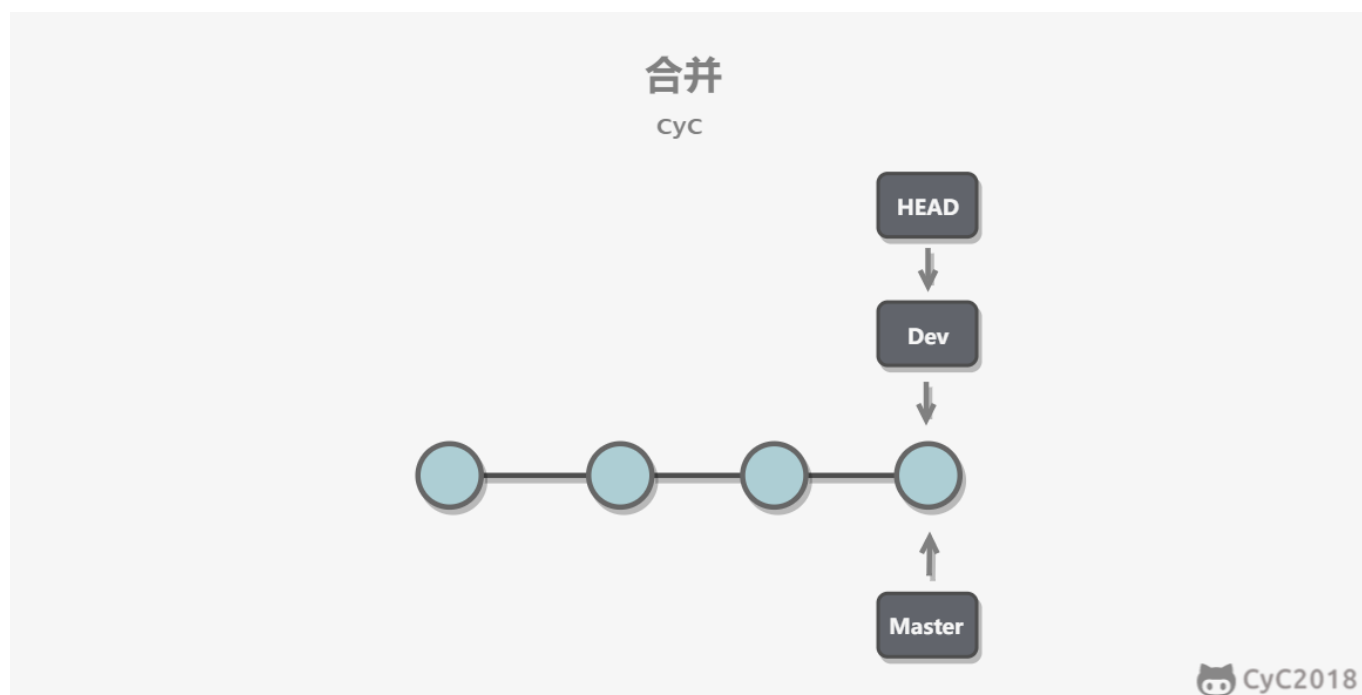 合并
CyC
HEAD
Dev
Master
CyC2018